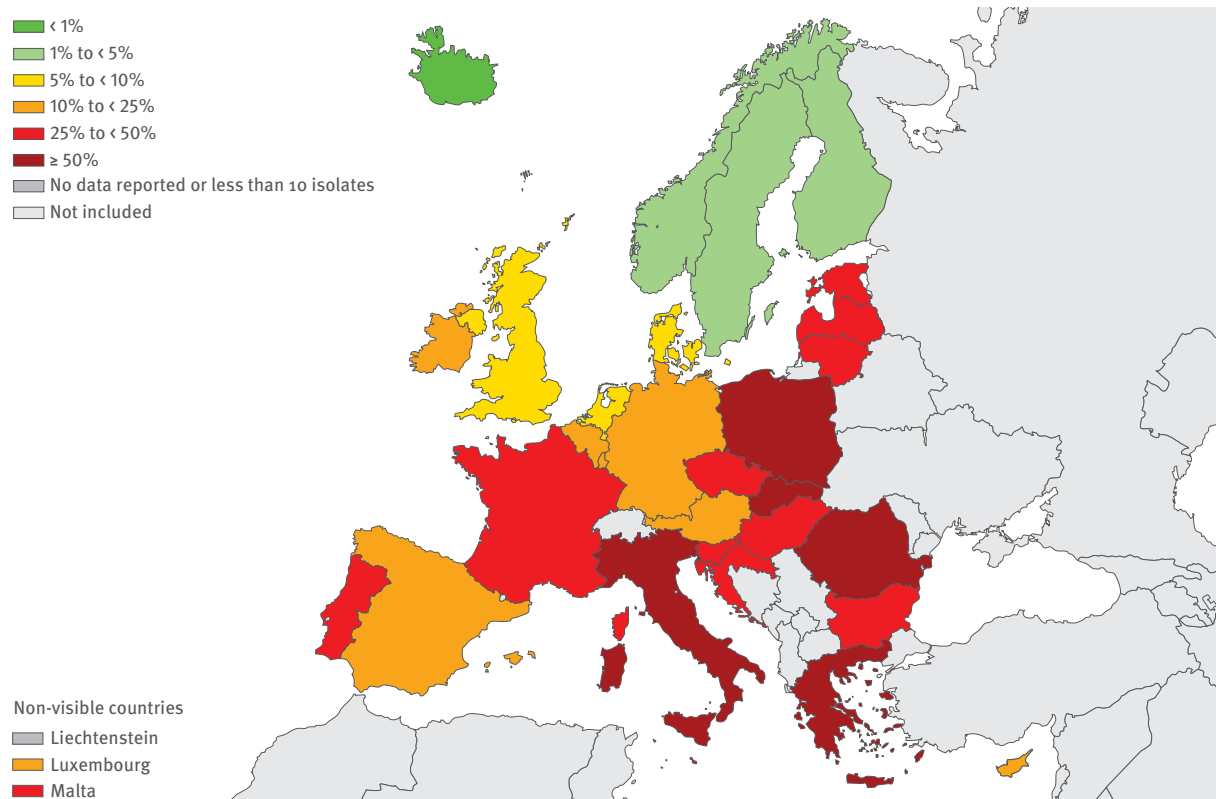 < 1%
1% to < 5%
5% to < 10%
10% to < 25%
25% to < 50%
≥ 50%
No data reported or less than 10 isolates
Not included
Non-visible countries
Liechtenstein
Luxembourg
Malta